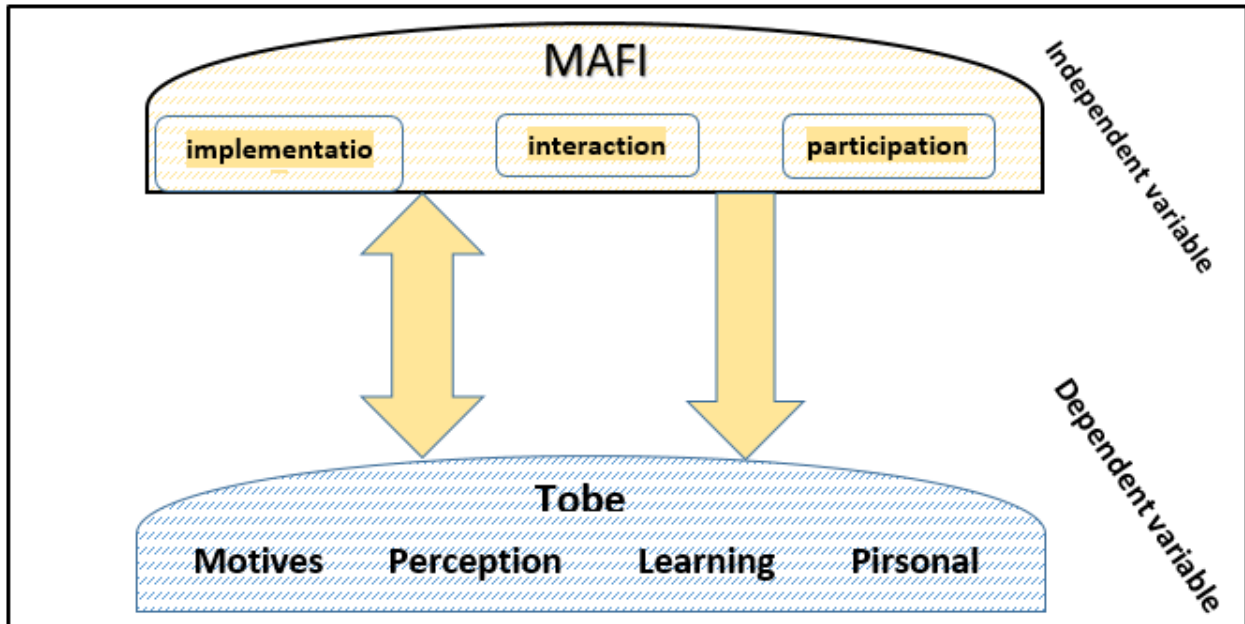 MAFI
implementatio
interaction
participation
Independent variable
Tobe
Motives
Perception
Learning
Pirsonal
Dependent variable